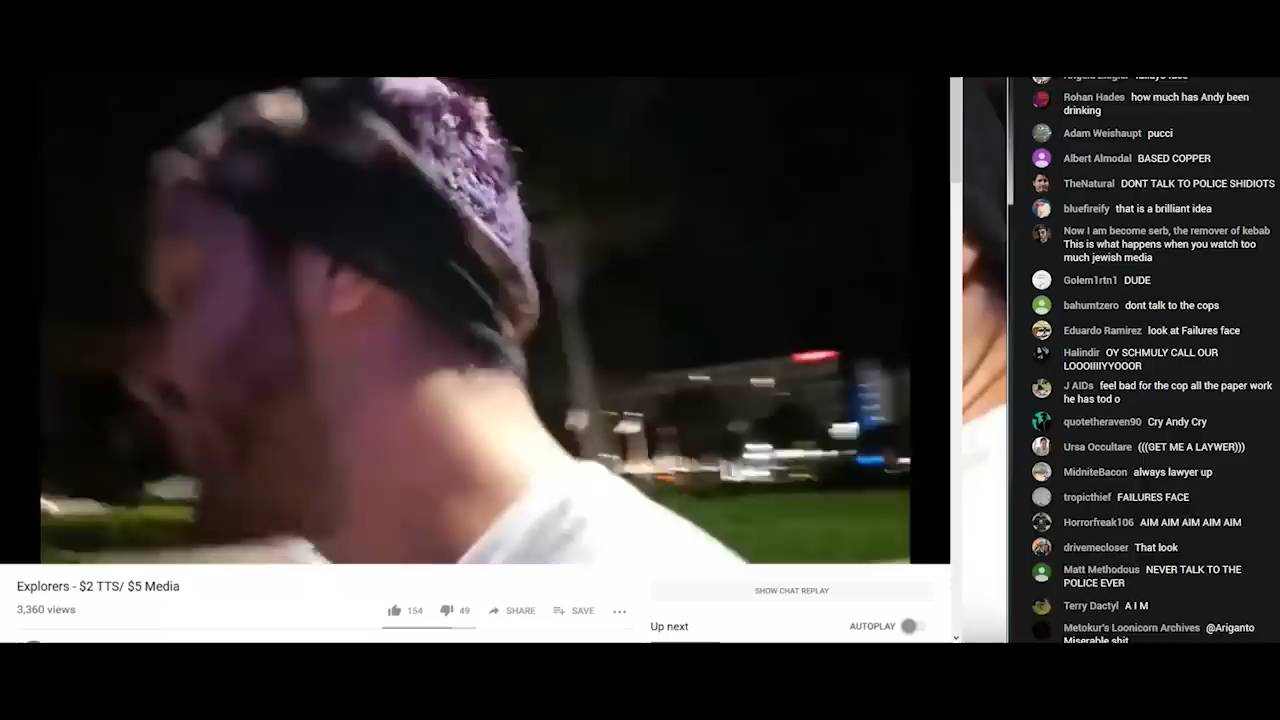 Rohan Hades how much has Andy been
drinking
Adam Weishaupt pucci
Albert Almodal BASED COPPER
TheNatural DONT TALK TO POLICE SHIDIOTS
bluefireify that is a brilliant idea
Now I am become serb, the remover of kebab
This is what happens when you watch too
much jewish media
Golem1rtn1 DUDE
bahumtzero dont talk to the cops
Eduardo Ramirez look at Failures face
Halindir OY SCHMULY CALL OUR
LOOOIIIIYYOOOR
J AIDs feel bad for the cop all the paper work
he has tod o
quotetheraven90 Cry Andy Cry
Ursa Occultare (((GET ME A LAYWER)))
MidniteBacon always lawyer up
tropicthief FAILURES FACE
Horrorfreak106 AIM AIM AIM AIM AIM
drivemecloser That look
Matt Methodous NEVER TALK TO THE
POLICE EVER
Terry Dactyl A I M
Metokur's Loonicorn Archives @Ariganto
Miserable shit
Explorers - $2 TTS/ $5 Media
3,360 views
154 49 SHARE SAVE
SHOW CHAT REPLAY
Up next AUTOPLAY